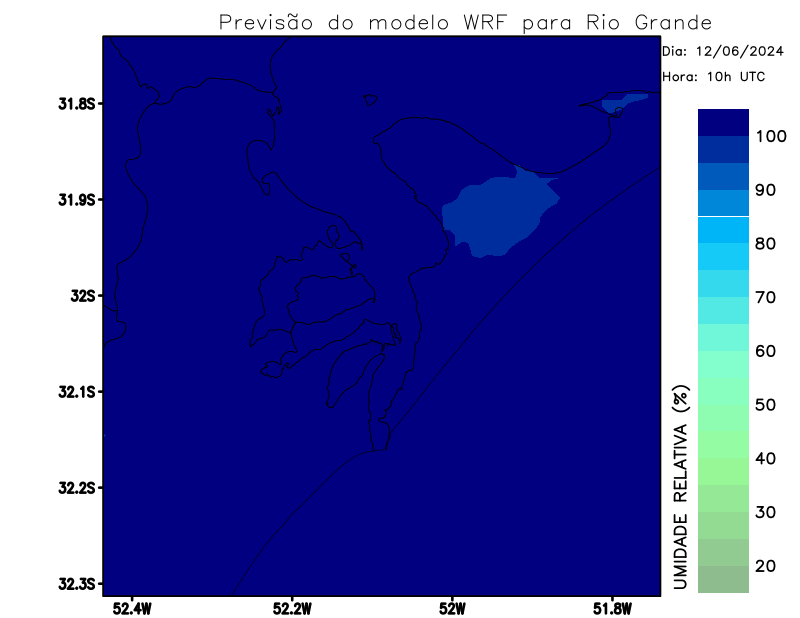 Previsão do modelo WRF para Rio Grande
Dia: 12/06/2024
Hora: 10h UTC
31.8S
31.9S
32S
32.1S
32.2S
32.3S
52.4W
52.2W
52W
51.8W
100
90
80
70
60
50
40
30
20
UMIDADE RELATIVA (%)